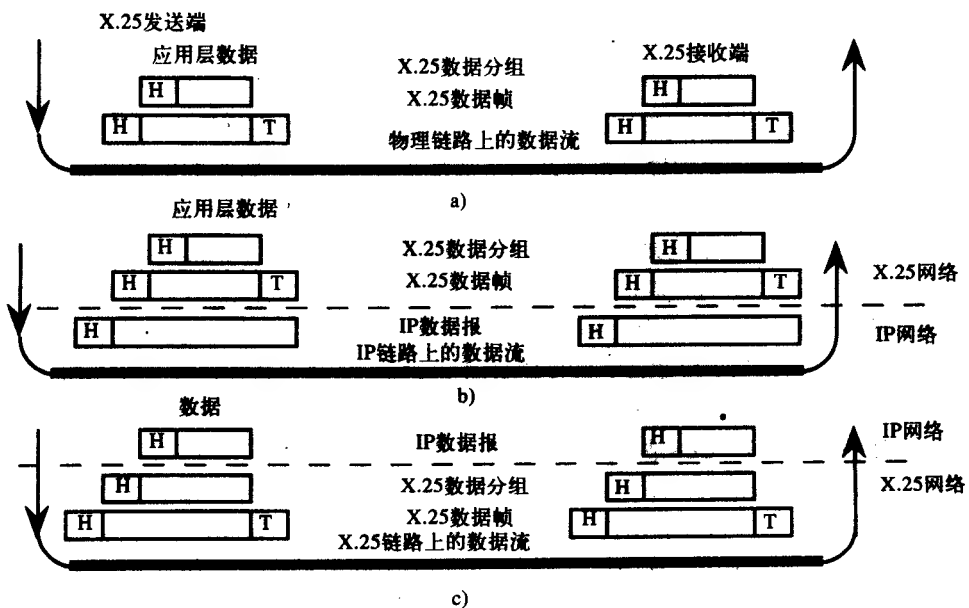 X.25发送端
应用层数据
X.25数据分组
X.25接收端
H
X.25数据帧
H
H
T
物理链路上的数据流
H
T
a)
应用层数据
H
X.25数据分组
H
X.25网络
H
T
X.25数据帧
H
T
H
IP数据报
H
IP网络
IP链路上的数据流
b)
数据
H
IP数据报
H
IP网络
H
X.25数据分组
H
X.25网络
H
T
X.25数据帧
H
T
X.25链路上的数据流
c)